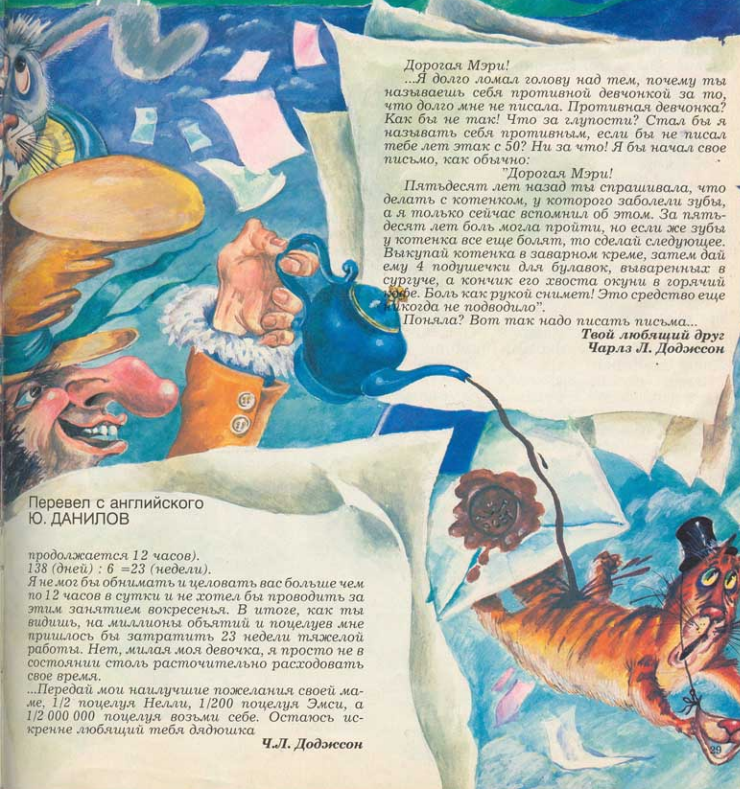 Дорогая Мэри!
...Я долго ломал голову над тем, почему ты
называешь себя противной девчонкой за то,
что долго мне не писала. Противная девчонка?
Как бы не так! Что за глупости? Стал бы я
называть себя противным, если бы не писал
тебе лет этак с 50? Ни за что! Я бы начал свое
письмо, как обычно:
"Дорогая Мэри!
Пятьдесят лет назад ты спрашивала, что
делать с котенком, у которого заболели зубы,
а я только сейчас вспомнил об этом. За пять-
десят лет боль могла пройти, но если же зубы
у котенка все еще болят, то сделай следующее.
Выкупай котенка в заварном креме, затем дай
ему 4 подушечки для булавок, вываренных в
сургуче, а кончик его хвоста окуни в горячий
кофе. Боль как рукой снимет! Это средство еще
никогда не подводило".
Поняла? Вот так надо писать письма...
Твой любящий друг
Чарлз Л. Доджсон
Перевел с английского
Ю. ДАНИЛОВ
продолжается 12 часов).
138 (дней) : 6 =23 (недели).
Я не мог бы обнимать и целовать вас больше чем
по 12 часов в сутки и не хотел бы проводить за
этим занятием воскресенья. В итоге, как ты
видишь, на миллионы объятий и поцелуев мне
пришлось бы затратить 23 недели тяжелой
работы. Нет, милая моя девочка, я просто не в
состоянии столь расточительно расходовать
свое время.
...Передай мои наилучшие пожелания своей ма-
ме, 1/2 поцелуя Нелли, 1/200 поцелуя Эмси, а
1/2 000 000 поцелуя возьми себе. Остаюсь ис-
кренне любящий тебя дядюшка
Ч.Л. Доджсон
29